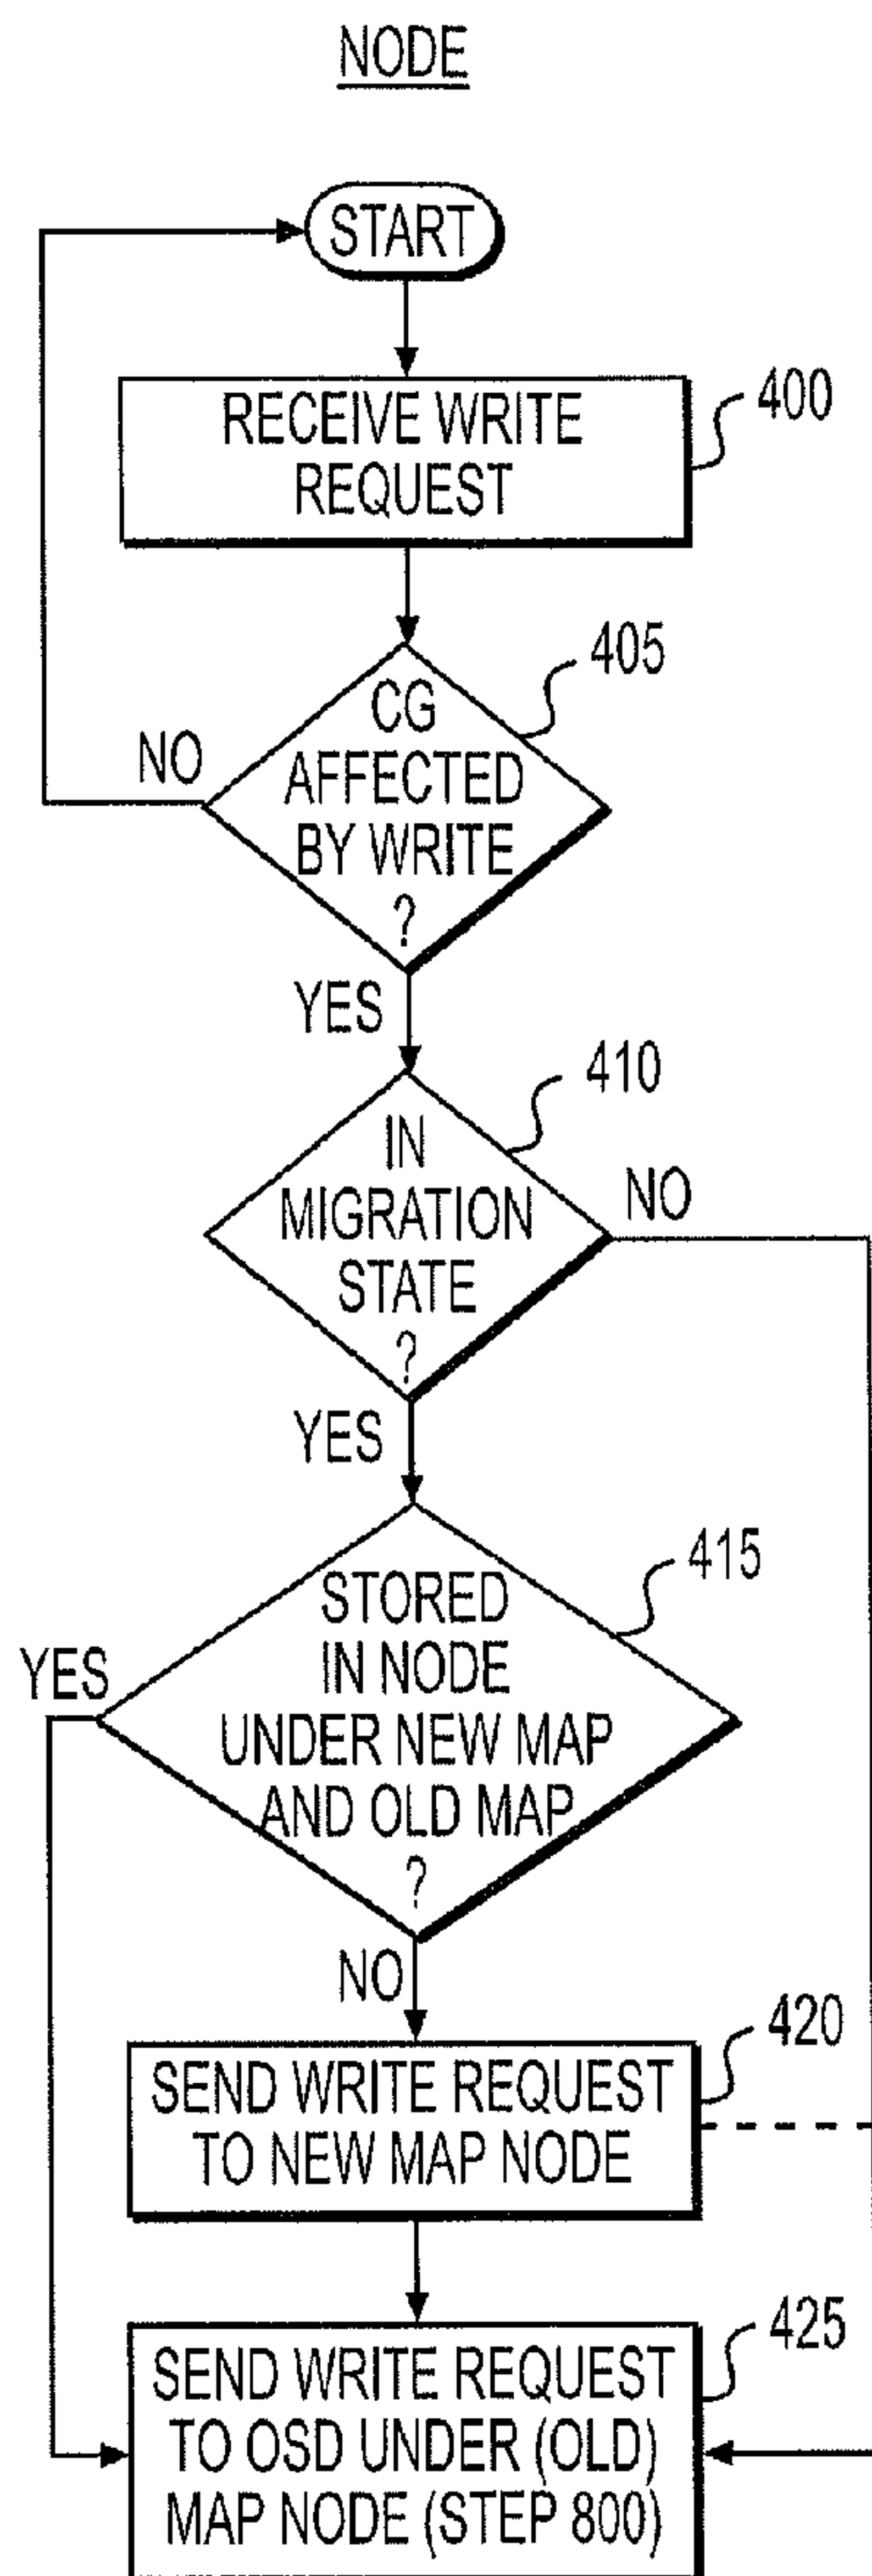 NODE
START
RECEIVE WRITE
REQUEST
400
CG
AFFECTED
BY WRITE
?
405
NO
YES
IN
MIGRATION
STATE
?
410
NO
YES
STORED
IN NODE
UNDER NEW MAP
AND OLD MAP
?
415
YES
NO
SEND WRITE REQUEST
TO NEW MAP NODE
420
SEND WRITE REQUEST
TO OSD UNDER (OLD)
MAP NODE (STEP 800)
425